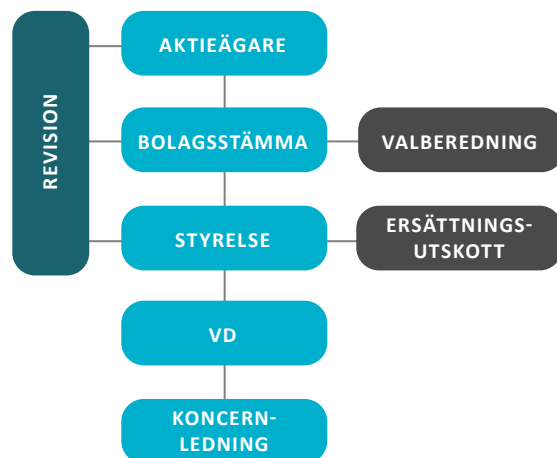 REVISION
AKTIEÄGARE
BOLAGSSTÄMMA
VALBEREDNING
STYRELSE
ERSÄTTNINGS-
UTSKOTT
VD
KONCERN-
LEDNING